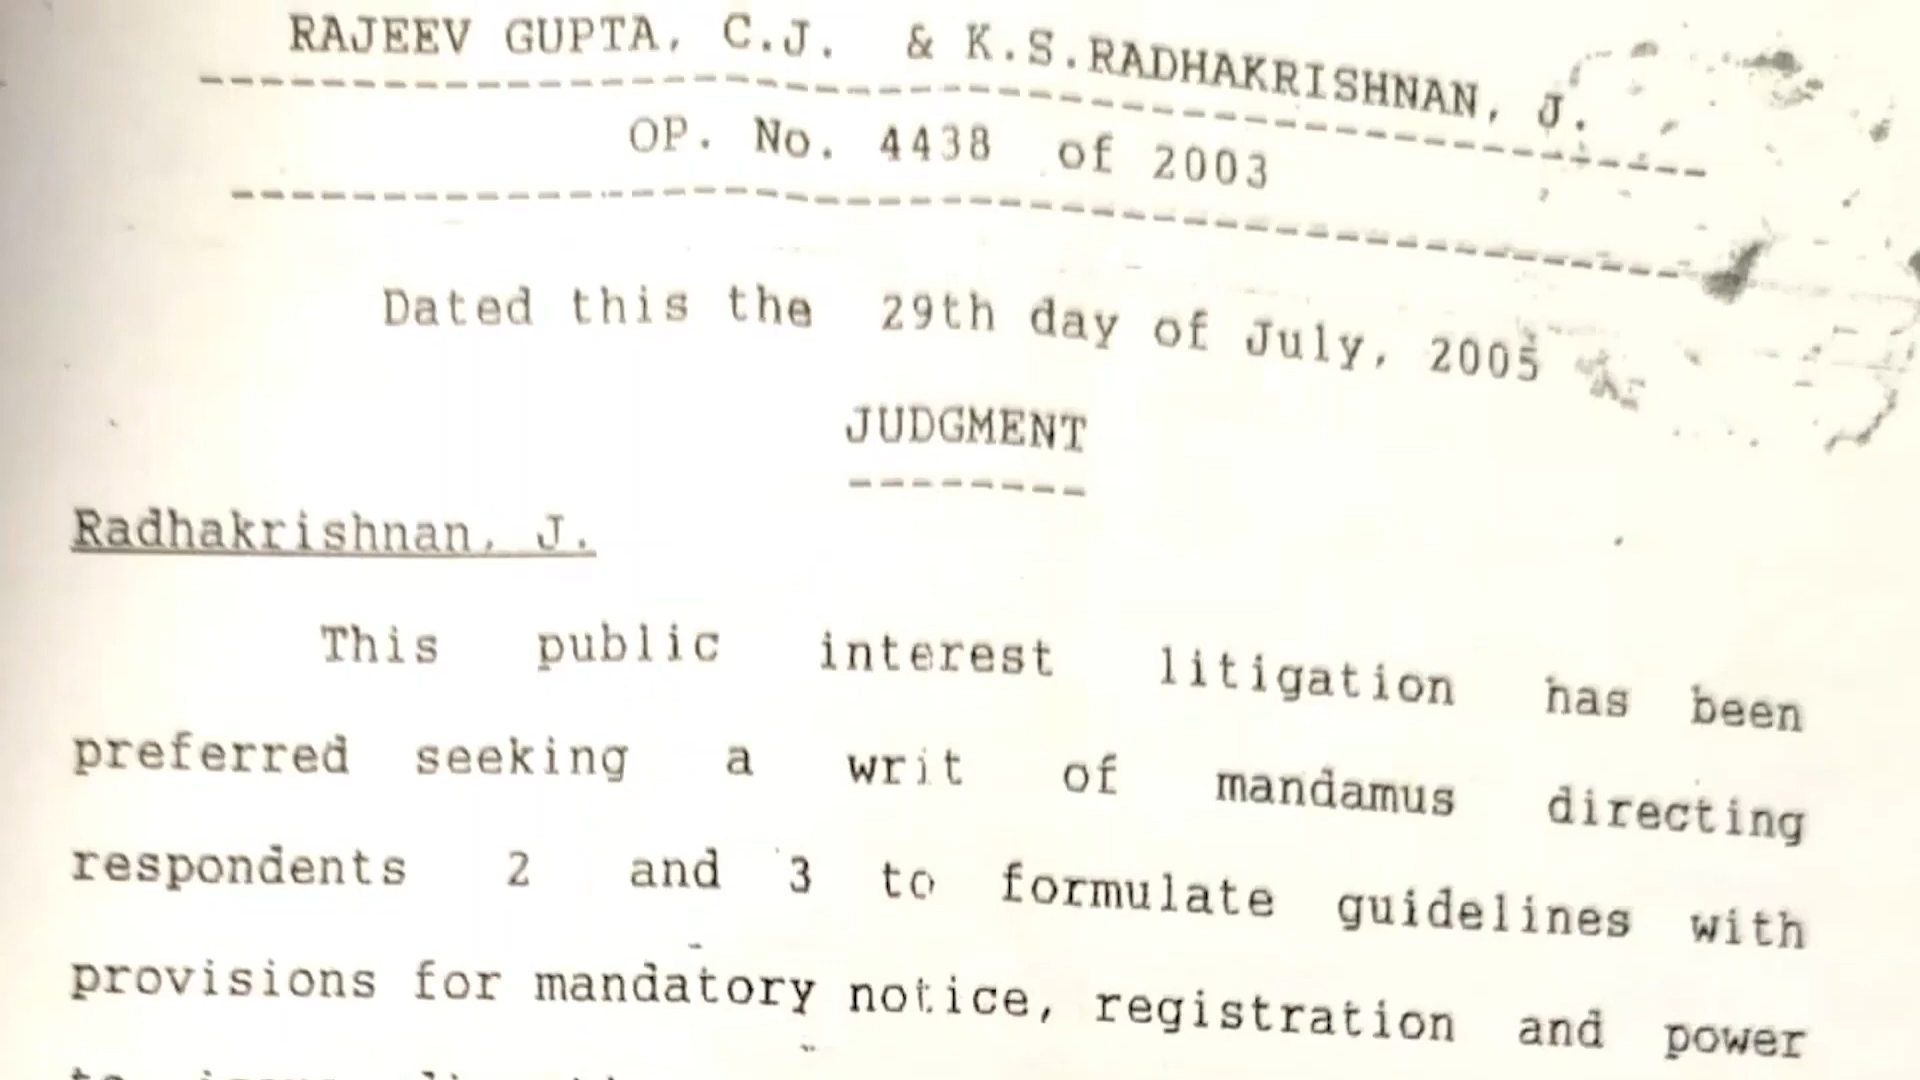 RAJEEV GUPTA, C.J. & K.S.RADHAKRISHNAN, J.
OP. No. 4438 of 2003
Dated this the 29th day of July, 2005
JUDGMENT
Radhakrishnan, J.
This public interest litigation has been
preferred seeking a writ of mandamus directing
respondents 2 and 3 to formulate guidelines with
provisions for mandatory notice, registration and power